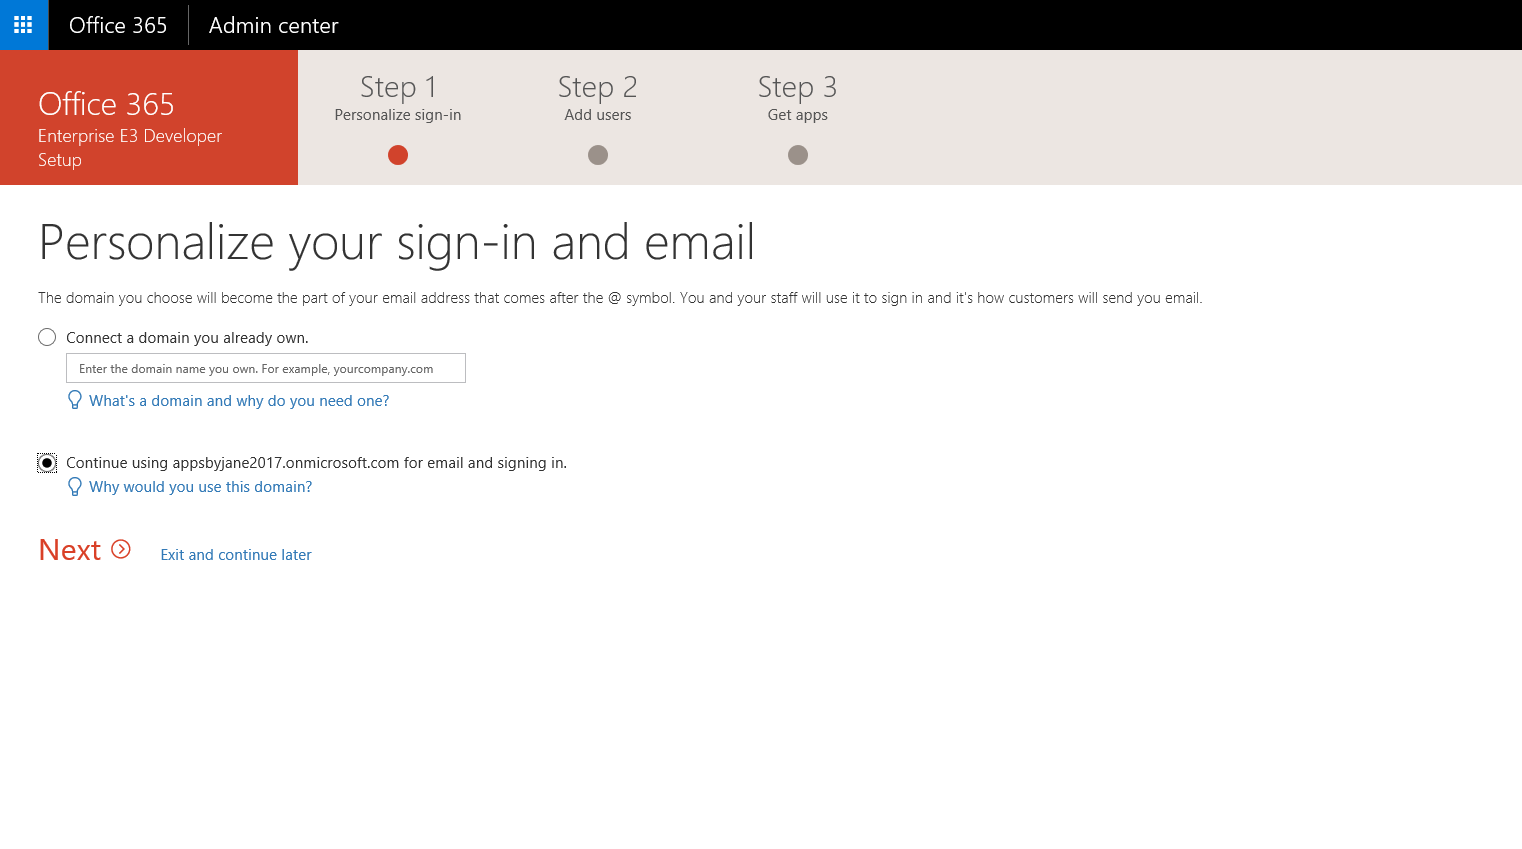 Office 365
Admin center
Office 365
Enterprise E3 Developer
Setup
Step 1
Personalize sign-in
Step 2
Add users
Step 3
Get apps
Personalize your sign-in and email
The domain you choose will become the part of your email address that comes after the @ symbol. You and your staff will use it to sign in and it's how customers will send you email.
Connect a domain you already own.
Enter the domain name you own. For example, yourcompany.com
What's a domain and why do you need one?
Continue using appsbyjane2017.onmicrosoft.com for email and signing in.
Why would you use this domain?
Next
Exit and continue later